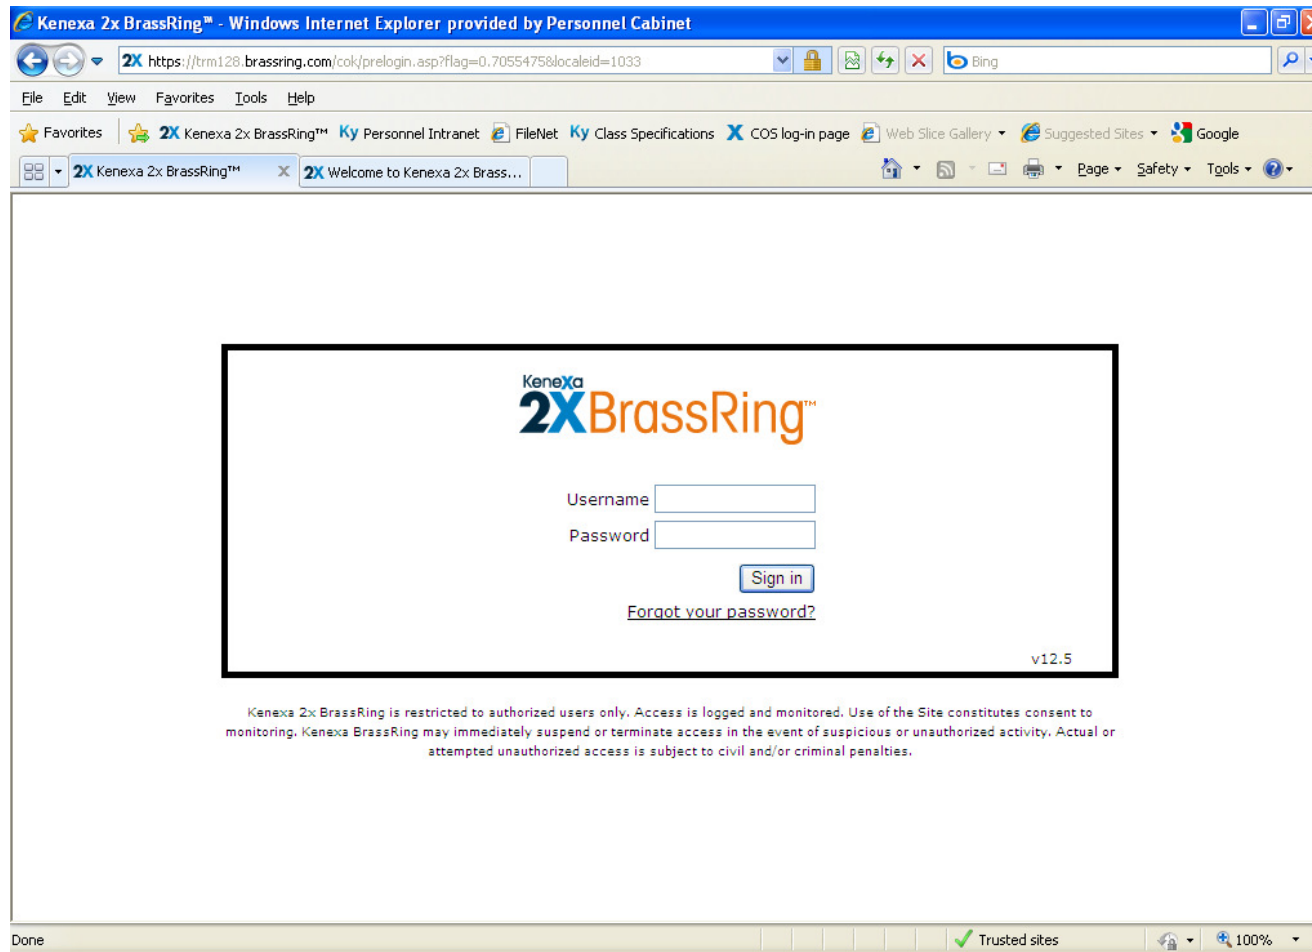 Kenexa 2x BrassRing™ - Windows Internet Explorer provided by Personnel Cabinet
2X https://trm128.brassring.com/cok/prelogin.asp?flag=0.7055475&localeid=1033
Bing
File Edit View Favorites Tools Help
Favorites 2X Kenexa 2x BrassRing™ Ky Personnel Intranet FileNet Ky Class Specifications X COS log-in page Web Slice Gallery Suggested Sites Google
2X Kenexa 2x BrassRing™ X 2X Welcome to Kenexa 2x Brass... Page Safety Tools
Kenexa
2XBrassRing™
Username
Password
Sign in
Forgot your password?
v12.5
Kenexa 2x BrassRing is restricted to authorized users only. Access is logged and monitored. Use of the Site constitutes consent to
monitoring. Kenexa BrassRing may immediately suspend or terminate access in the event of suspicious or unauthorized activity. Actual or
attempted unauthorized access is subject to civil and/or criminal penalties.
Done Trusted sites 100%